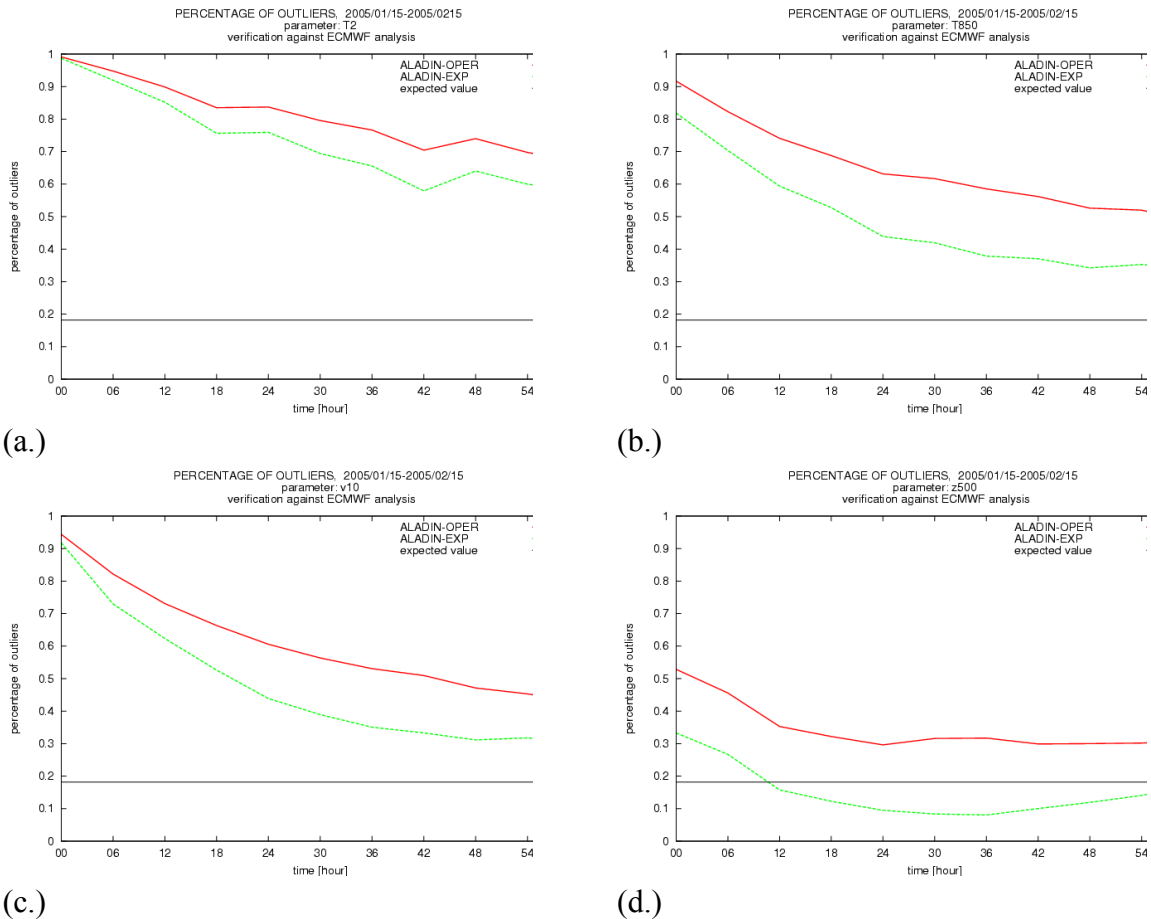 PERCENTAGE OF OUTLIERS, 2005/01/15-2005/0215
parameter: T2
verification against ECMWF analysis
ALADIN-OPER
ALADIN-EXP
expected value
percentage of outliers
1
0.9
0.8
0.7
0.6
0.5
0.4
0.3
0.2
0.1
0
00 06 12 18 24 30 36 42 48 54
time [hour]
(a.)
PERCENTAGE OF OUTLIERS, 2005/01/15-2005/02/15
parameter: T850
verification against ECMWF analysis
ALADIN-OPER
ALADIN-EXP
expected value
percentage of outliers
1
0.9
0.8
0.7
0.6
0.5
0.4
0.3
0.2
0.1
0
00 06 12 18 24 30 36 42 48 54
time [hour]
(b.)
PERCENTAGE OF OUTLIERS, 2005/01/15-2005/02/15
parameter: v10
verification against ECMWF analysis
ALADIN-OPER
ALADIN-EXP
expected value
percentage of outliers
1
0.9
0.8
0.7
0.6
0.5
0.4
0.3
0.2
0.1
0
00 06 12 18 24 30 36 42 48 54
time [hour]
(c.)
PERCENTAGE OF OUTLIERS, 2005/01/15-2005/02/15
parameter: z500
verification against ECMWF analysis
ALADIN-OPER
ALADIN-EXP
expected value
percentage of outliers
1
0.9
0.8
0.7
0.6
0.5
0.4
0.3
0.2
0.1
0
00 06 12 18 24 30 36 42 48 54
time [hour]
(d.)